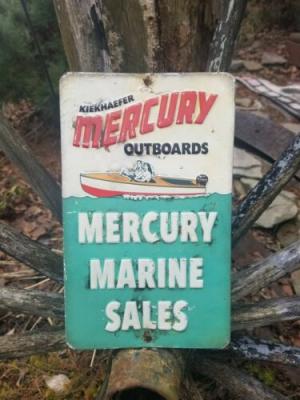 KIEKHAEFER
MERCURY
OUTBOARDS
MERCURY
MARINE
SALES